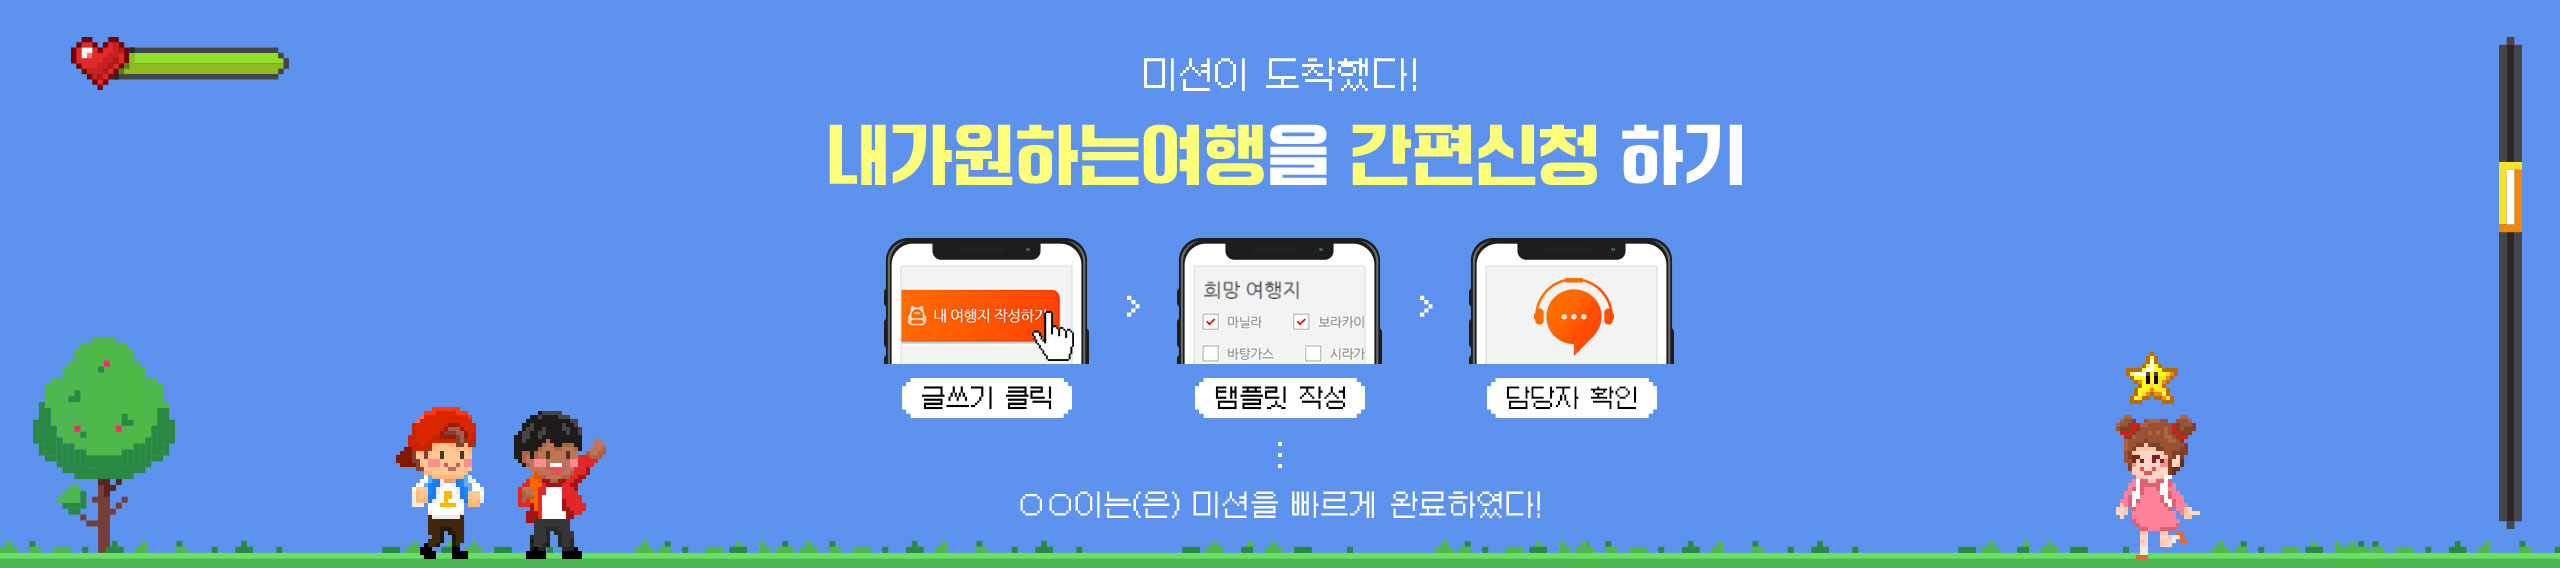 미션이 도착했다!
내가원하는여행을 간편신청 하기
내 여행지 작성하기
희망 여행지
마닐라 보라카이
바탕가스 시라가
글쓰기 클릭
탬플릿 작성
담당자 확인
○○이는(은) 미션을 빠르게 완료하였다!